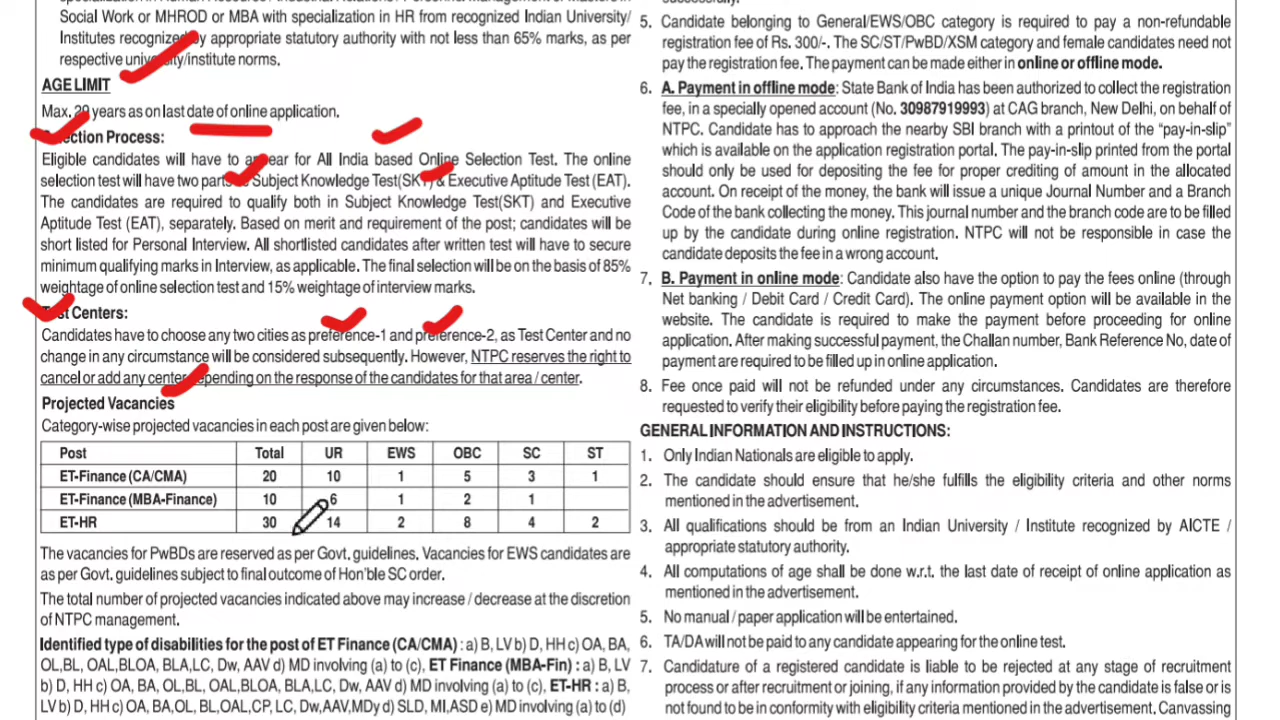 specialization in Human Resource / Industrial Relations / Personnel Management or Masters in
Social Work or MHROD or MBA with specialization in HR from recognized Indian University/
Institutes recognized by appropriate statutory authority with not less than 65% marks, as per
respective university/institute norms.
AGE LIMIT
Max. 29 years as on last date of online application.
Selection Process:
Eligible candidates will have to appear for All India based Online Selection Test. The online
selection test will have two parts Subject Knowledge Test(SKT) & Executive Aptitude Test (EAT).
The candidates are required to qualify both in Subject Knowledge Test(SKT) and Executive
Aptitude Test (EAT), separately. Based on merit and requirement of the post; candidates will be
short listed for Personal Interview. All shortlisted candidates after written test will have to secure
minimum qualifying marks in Interview, as applicable. The final selection will be on the basis of 85%
weightage of online selection test and 15% weightage of interview marks.
Test Centers:
Candidates have to choose any two cities as preference-1 and preference-2, as Test Center and no
change in any circumstance will be considered subsequently. However, NTPC reserves the right to
cancel or add any center depending on the response of the candidates for that area / center.
Projected Vacancies
Category-wise projected vacancies in each post are given below:
Post Total UR EWS OBC SC ST
ET-Finance (CA/CMA) 20 10 1 5 3 1
ET-Finance (MBA-Finance) 10 6 1 2 1
ET-HR 30 14 2 8 4 2
The vacancies for PwBDs are reserved as per Govt. guidelines. Vacancies for EWS candidates are
as per Govt. guidelines subject to final outcome of Hon'ble SC order.
The total number of projected vacancies indicated above may increase / decrease at the discretion
of NTPC management.
Identified type of disabilities for the post of ET Finance (CA/CMA) : a) B, LV b) D, HH c) OA, BA,
OL,BL, OAL,BLOA, BLA,LC, Dw, AAV d) MD involving (a) to (c), ET Finance (MBA-Fin) : a) B, LV
b) D, HH c) OA, BA, OL,BL, OAL,BLOA, BLA,LC, Dw, AAV d) MD involving (a) to (c), ET-HR : a) B,
LV b) D, HH c) OA, BA,OL, BL,OAL,CP, LC, Dw,AAV,MDy d) SLD, MI,ASD e) MD involving (a) to (d)
successfully.
5. Candidate belonging to General/EWS/OBC category is required to pay a non-refundable
registration fee of Rs. 300/-. The SC/ST/PwBD/XSM category and female candidates need not
pay the registration fee. The payment can be made either in online or offline mode.
6. A. Payment in offline mode: State Bank of India has been authorized to collect the registration
fee, in a specially opened account (No. 30987919993) at CAG branch, New Delhi, on behalf of
NTPC. Candidate has to approach the nearby SBI branch with a printout of the "pay-in-slip"
which is available on the application registration portal. The pay-in-slip printed from the portal
should only be used for depositing the fee for proper crediting of amount in the allocated
account. On receipt of the money, the bank will issue a unique Journal Number and a Branch
Code of the bank collecting the money. This journal number and the branch code are to be filled
up by the candidate during online registration. NTPC will not be responsible in case the
candidate deposits the fee in a wrong account.
7. B. Payment in online mode: Candidate also have the option to pay the fees online (through
Net banking / Debit Card / Credit Card). The online payment option will be available in the
website. The candidate is required to make the payment before proceeding for online
application. After making successful payment, the Challan number, Bank Reference No, date of
payment are required to be filled up in online application.
8. Fee once paid will not be refunded under any circumstances. Candidates are therefore
requested to verify their eligibility before paying the registration fee.
GENERAL INFORMATION AND INSTRUCTIONS:
1. Only Indian Nationals are eligible to apply.
2. The candidate should ensure that he/she fulfills the eligibility criteria and other norms
mentioned in the advertisement.
3. All qualifications should be from an Indian University / Institute recognized by AICTE /
appropriate statutory authority.
4. All computations of age shall be done w.r.t. the last date of receipt of online application as
mentioned in the advertisement.
5. No manual / paper application will be entertained.
6. TA/DA will not be paid to any candidate appearing for the online test.
7. Candidature of a registered candidate is liable to be rejected at any stage of recruitment
process or after recruitment or joining, if any information provided by the candidate is false or is
not found to be in conformity with eligibility criteria mentioned in the advertisement. Canvassing